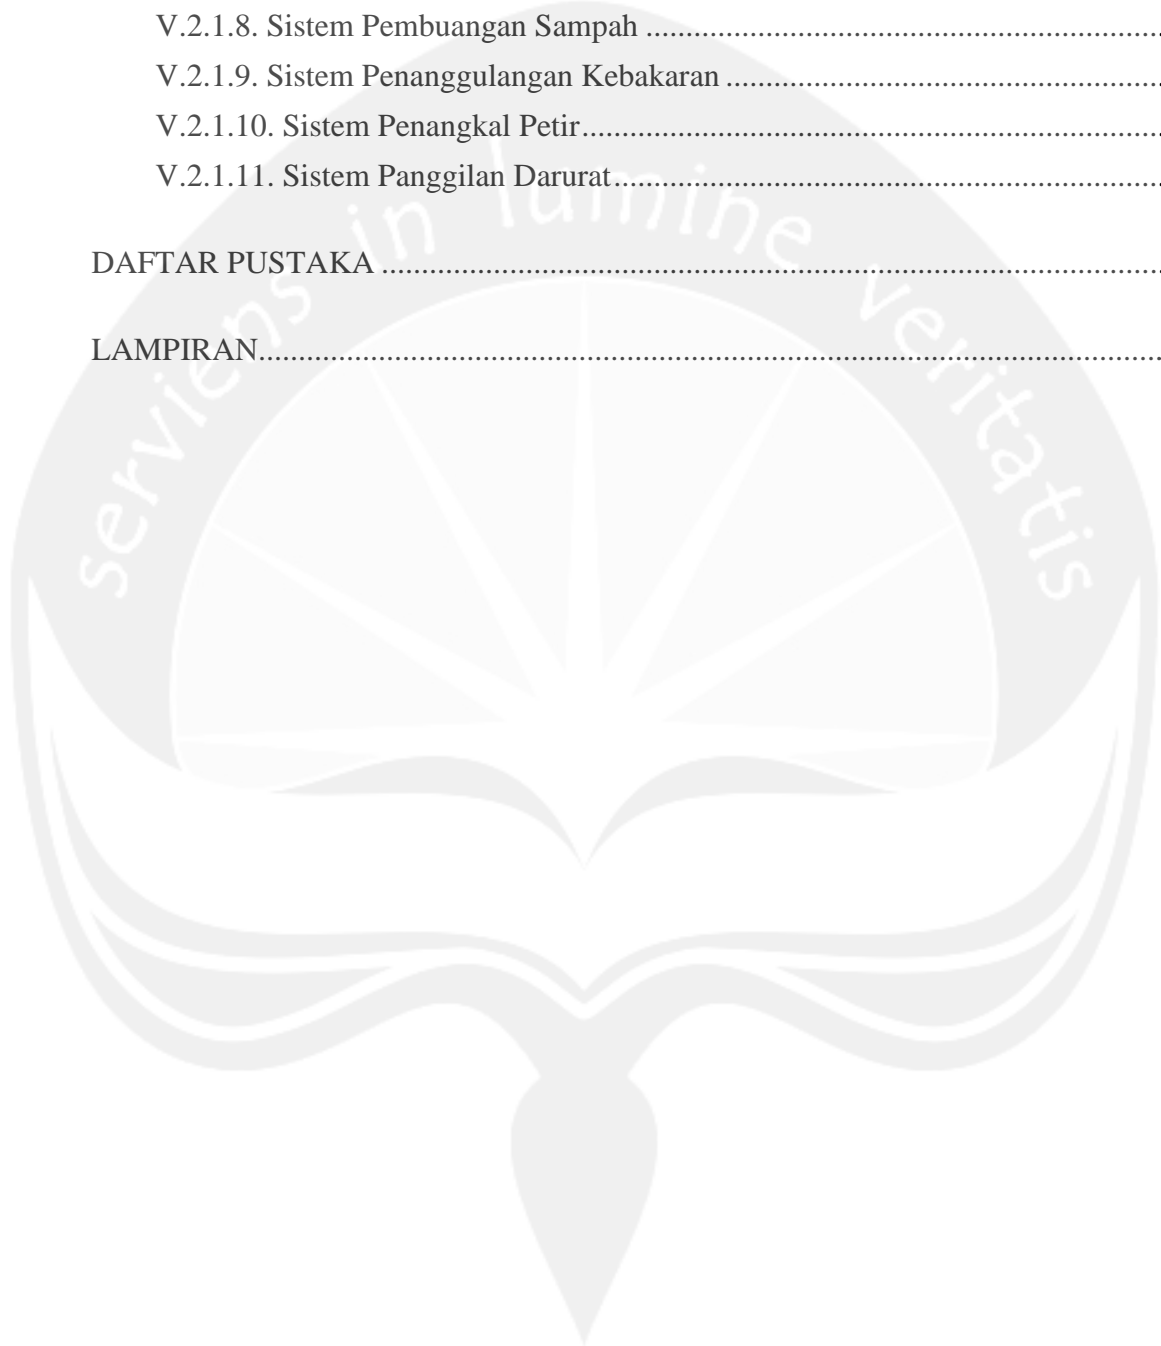 V.2.1.8. Sistem Pembuangan Sampah ................................................................
V.2.1.9. Sistem Penanggulangan Kebakaran ......................................................
V.2.1.10. Sistem Penangkal Petir........................................................................
V.2.1.11. Sistem Panggilan Darurat....................................................................
DAFTAR PUSTAKA .................................................................................................
LAMPIRAN................................................................................................................
serviens in lumine veritatis